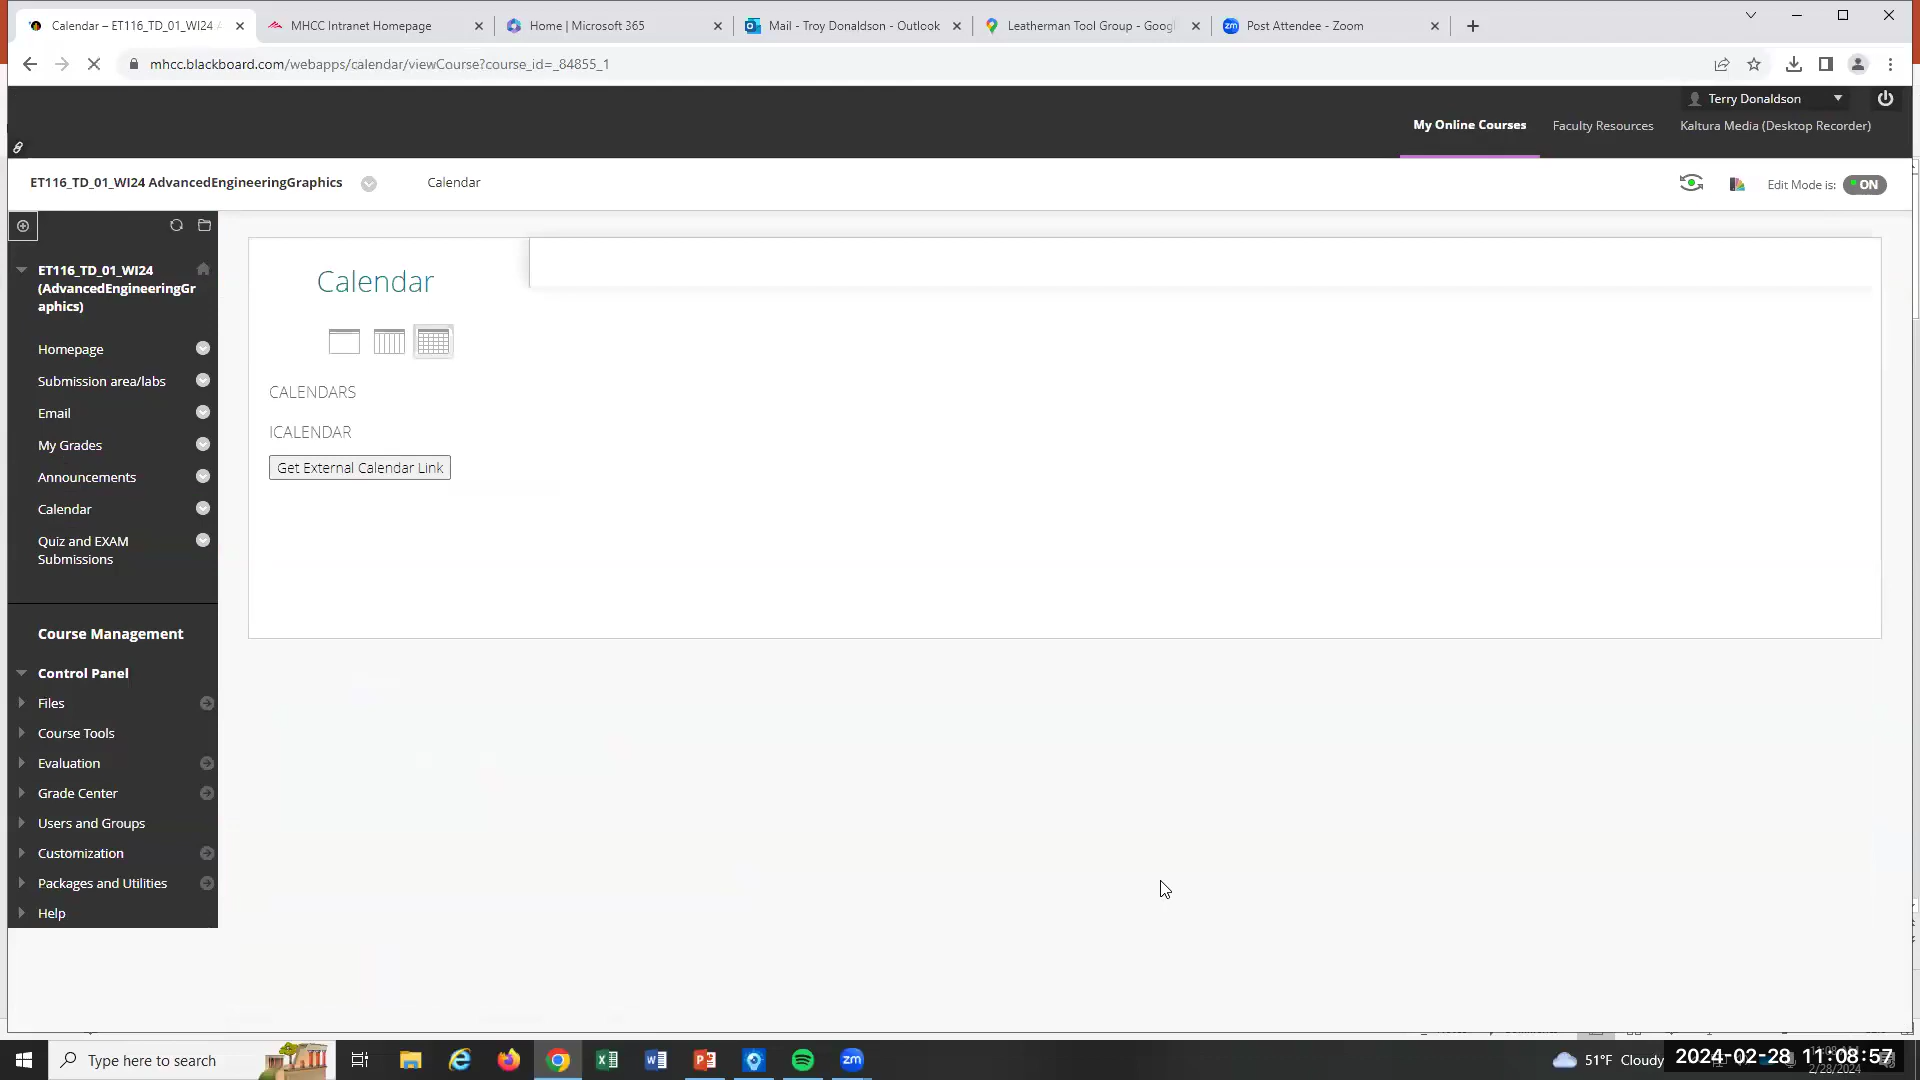 Calendar – ET116_TD_01_WI24
MHCC Intranet Homepage
Home | Microsoft 365
Mail - Troy Donaldson - Outlook
Leatherman Tool Group - Goog
Post Attendee - Zoom
mhcc.blackboard.com/webapps/calendar/viewCourse?course_id=_84855_1
Terry Donaldson
My Online Courses
Faculty Resources
Kaltura Media (Desktop Recorder)
ET116_TD_01_WI24 AdvancedEngineeringGraphics
Calendar
Edit Mode is: ON
ET116_TD_01_WI24
(AdvancedEngineeringGr
aphics)
Homepage
Submission area/labs
Email
My Grades
Announcements
Calendar
Quiz and EXAM
Submissions
Course Management
Control Panel
Files
Course Tools
Evaluation
Grade Center
Users and Groups
Customization
Packages and Utilities
Help
Calendar
CALENDARS
ICALENDAR
Get External Calendar Link
Type here to search
zm
51°F Cloudy
2024-02-28 11:08:57
2/28/2024